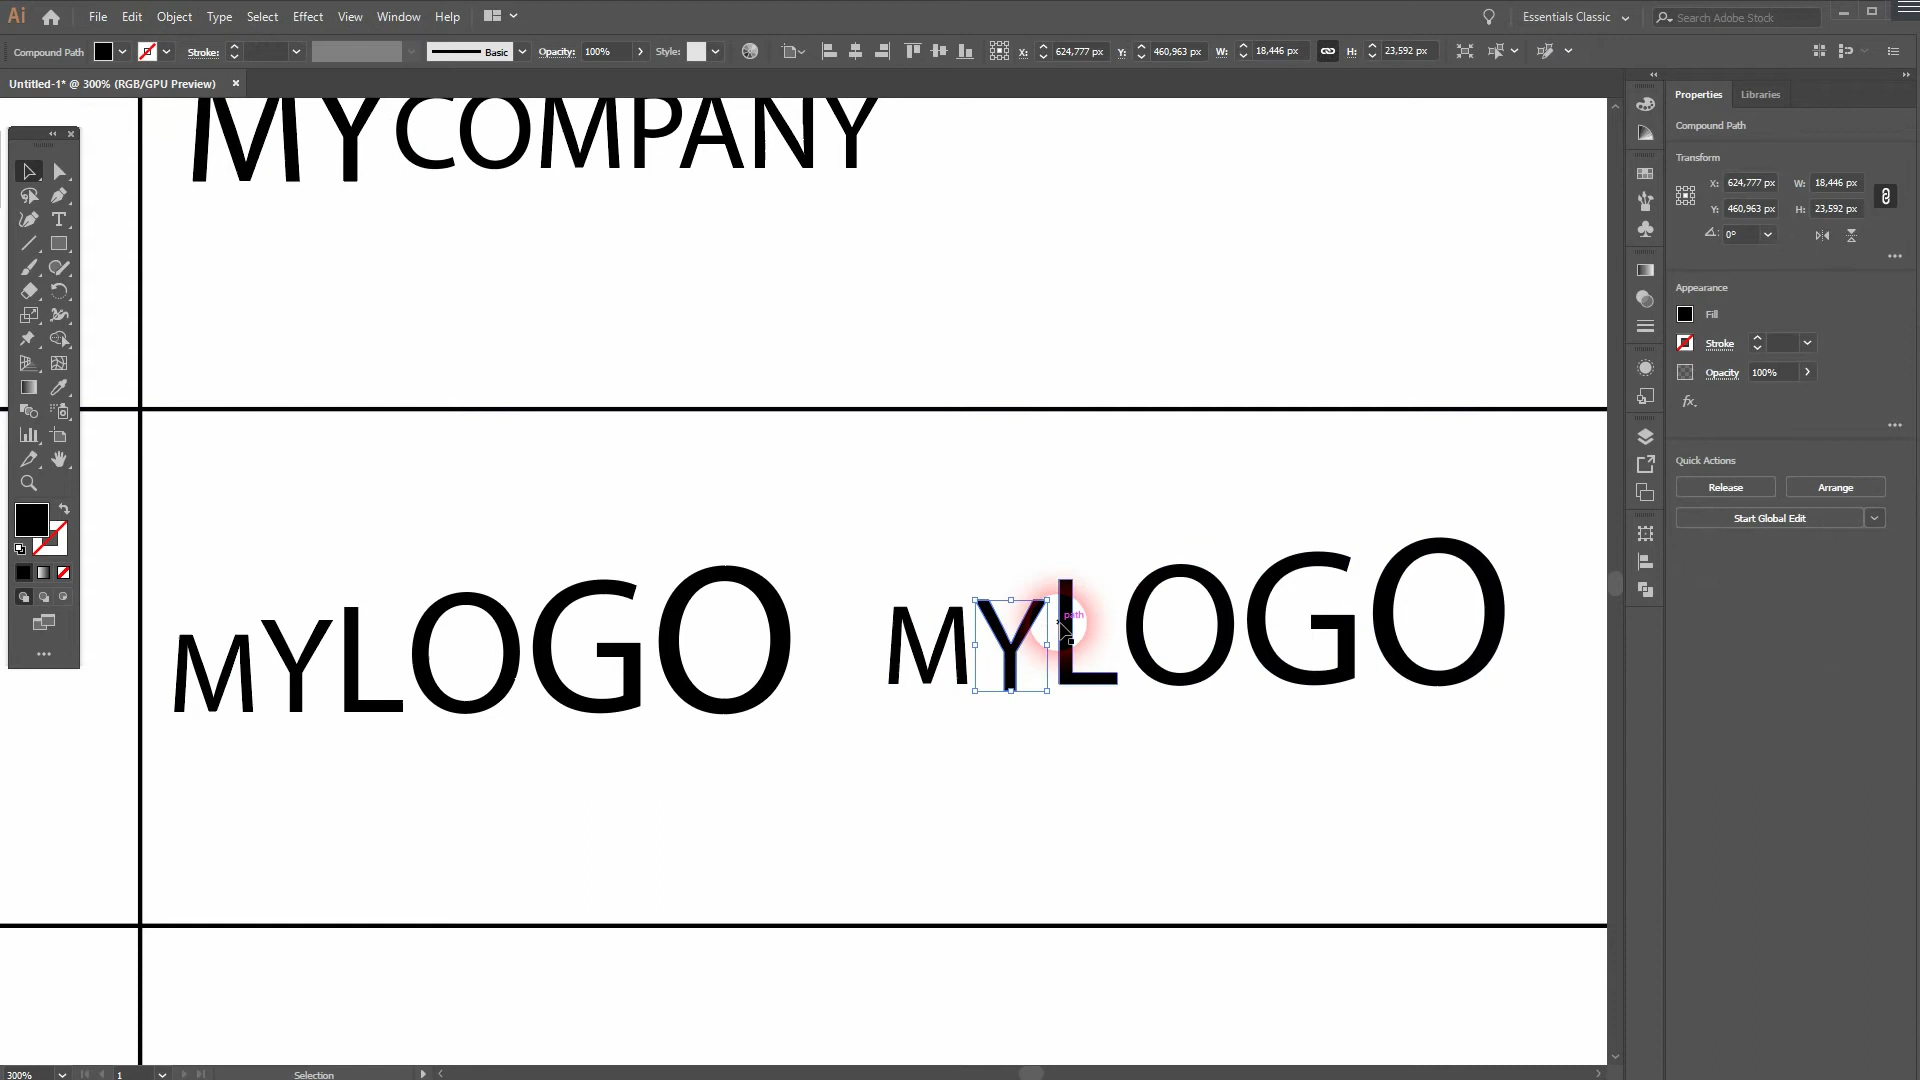 Ai File Edit Object Type Select Effect View Window Help Essentials Classic Search Adobe Stock
Compound Path Stroke: Basic Opacity: 100% Style: X: 624,777 px Y: 460,963 px W: 18,446 px H: 23,592 px
Untitled-1* @ 300% (RGB/GPU Preview)
Properties Libraries
Compound Path
Transform
X: 624,777 px W: 18,446 px
Y: 460,963 px H: 23,592 px
0°
Appearance
Fill
Stroke
Opacity 100%
fx
Quick Actions
Release Arrange
Start Global Edit
MYCOMPANY
MYLOGO MYLOGO
path
300% 1 Selection